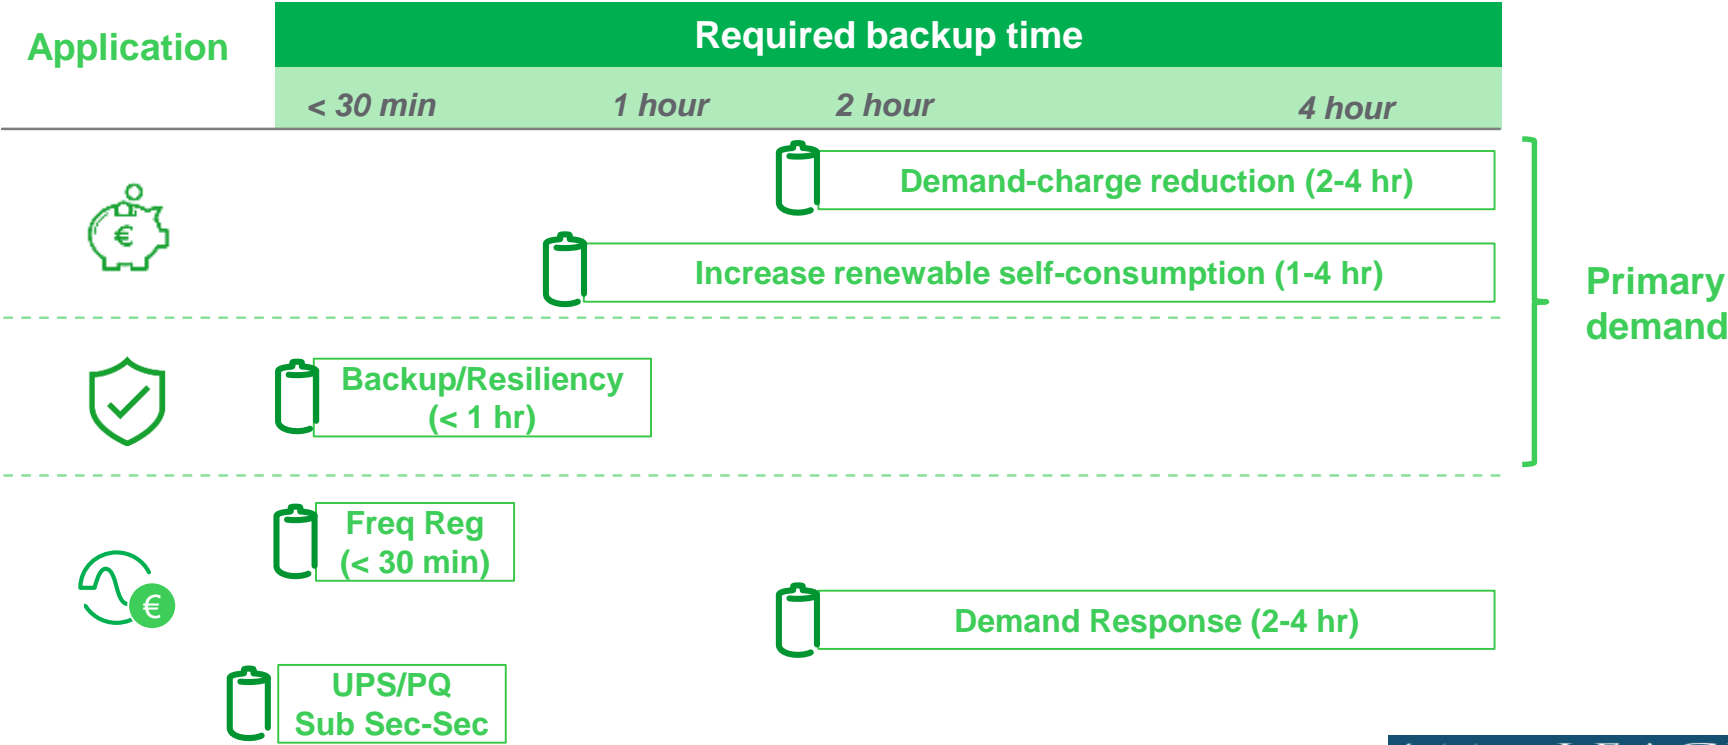 Application
Required backup time
< 30 min 1 hour 2 hour 4 hour
Demand-charge reduction (2-4 hr)
€
Increase renewable self-consumption (1-4 hr)
Primary
demand
Backup/Resiliency
(< 1 hr)
Freq Reg
(< 30 min)
€
Demand Response (2-4 hr)
UPS/PQ
Sub Sec-Sec